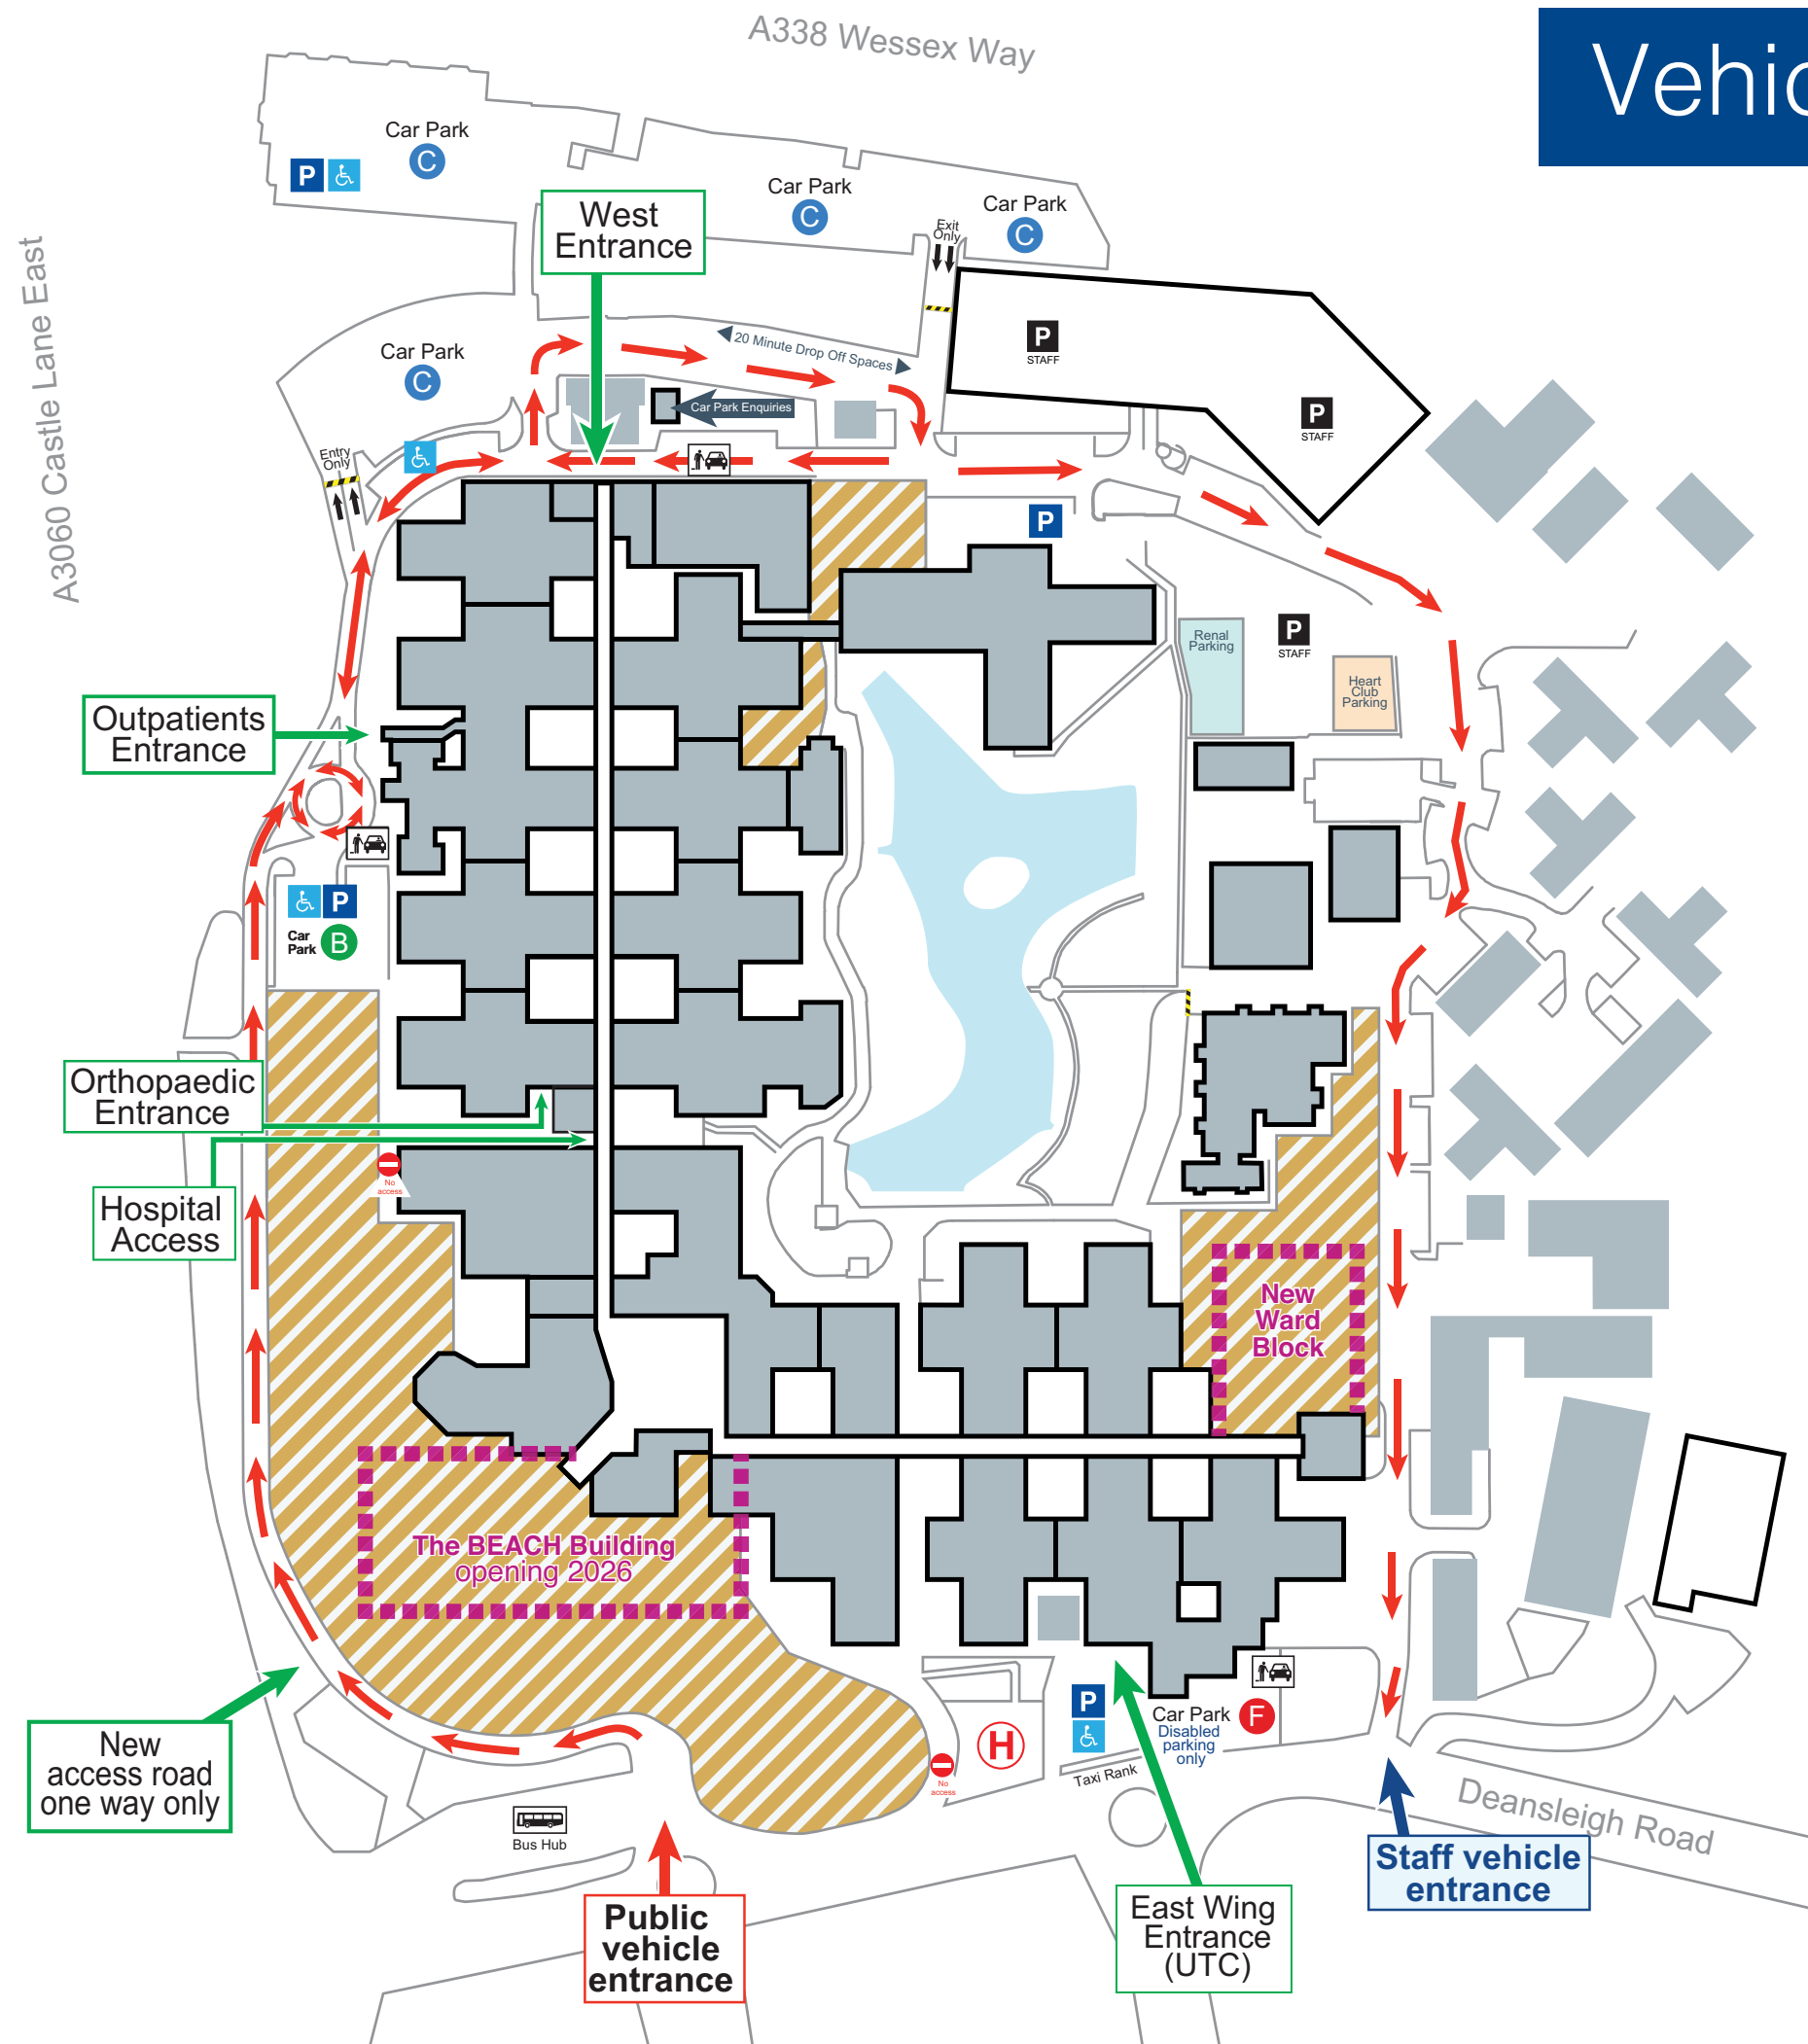 A338 Wessex Way
Vehic
A3060 Castle Lane East
Car Park
C
P
Car Park
C
Car Park
C
West
Entrance
Exit
Only
P
STAFF
20 Minute Drop Off Spaces
Car Park
C
Car Park Enquiries
P
STAFF
Entry
Only
P
Renal
Parking
P
STAFF
Heart
Club
Parking
Outpatients
Entrance
P
Car
Park
B
Orthopaedic
Entrance
No
access
Hospital
Access
New
Ward
Block
The BEACH Building
opening 2026
New
access road
one way only
P
Car Park
F
Disabled
parking
only
H
No
access
Taxi Rank
Bus Hub
Deansleigh Road
Staff vehicle
entrance
Public
vehicle
entrance
East Wing
Entrance
(UTC)